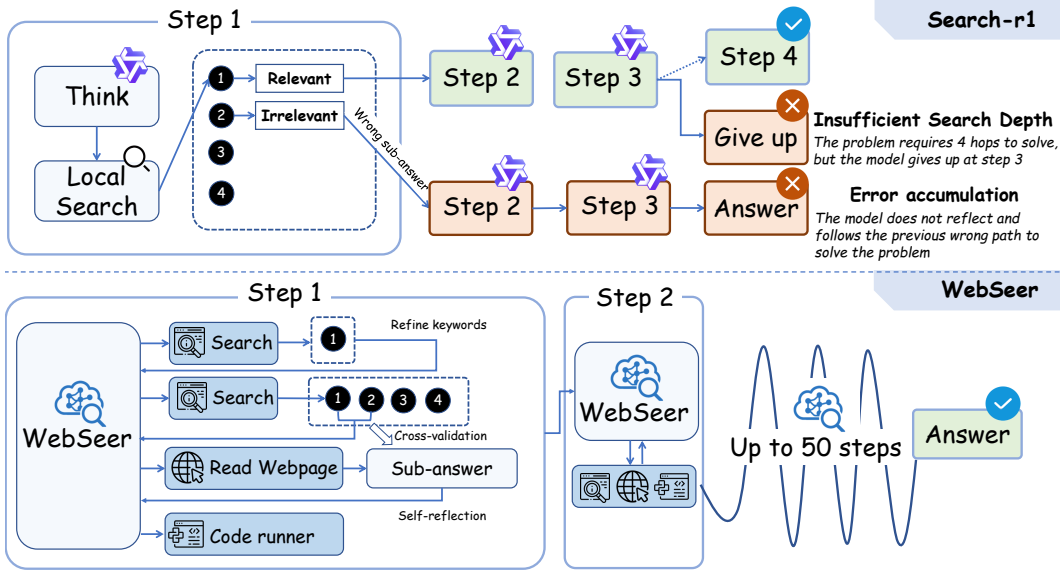 Search-r1
Step 1
Think
Local
Search
1
2
3
4
Relevant
Irrelevant
Wrong sub-answer
Step 2
Step 3
Step 4
Give up
Insufficient Search Depth
The problem requires 4 hops to solve,
but the model gives up at step 3
Step 2
Step 3
Answer
Error accumulation
The model does not reflect and
follows the previous wrong path to
solve the problem
WebSeer
Step 1
WebSeer
Search
1
Refine keywords
Search
1
2
3
4
Cross-validation
Read Webpage
Sub-answer
Self-reflection
Code runner
Step 2
WebSeer
Up to 50 steps
Answer